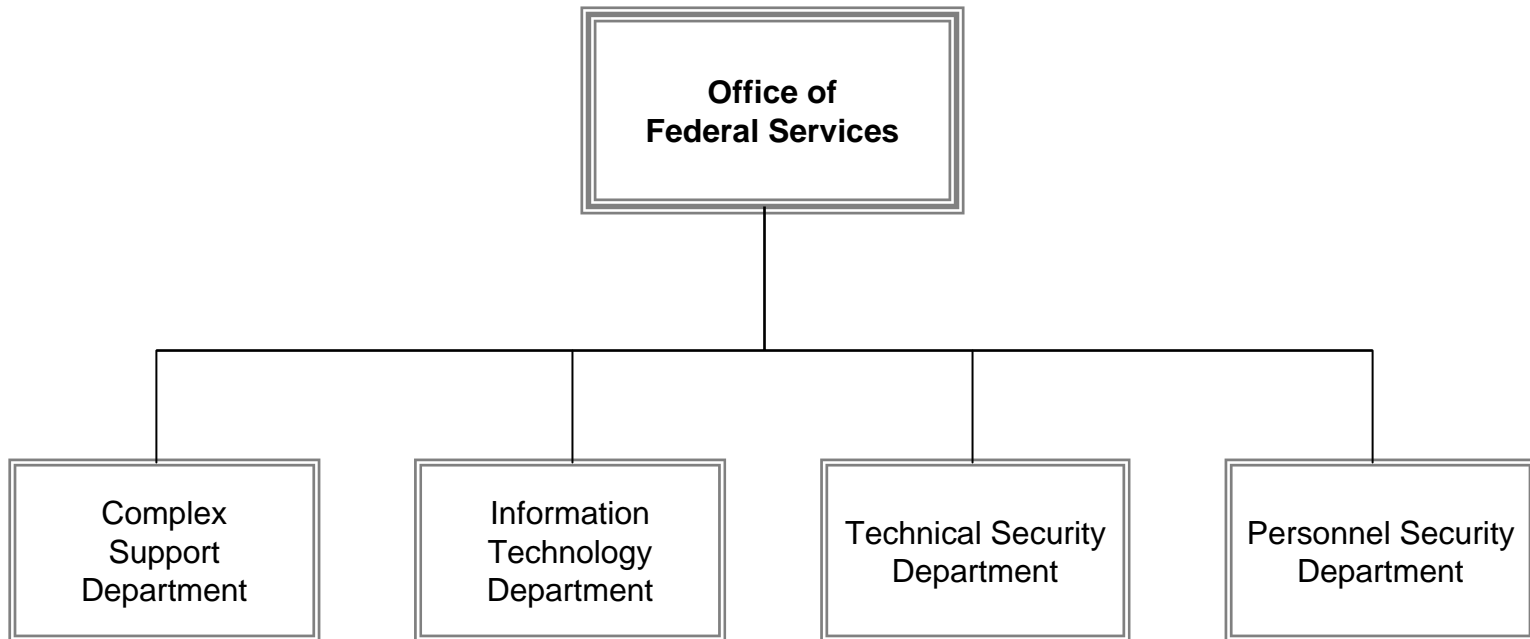 Office of
Federal Services
Complex
Support
Department
Information
Technology
Department
Technical Security
Department
Personnel Security
Department